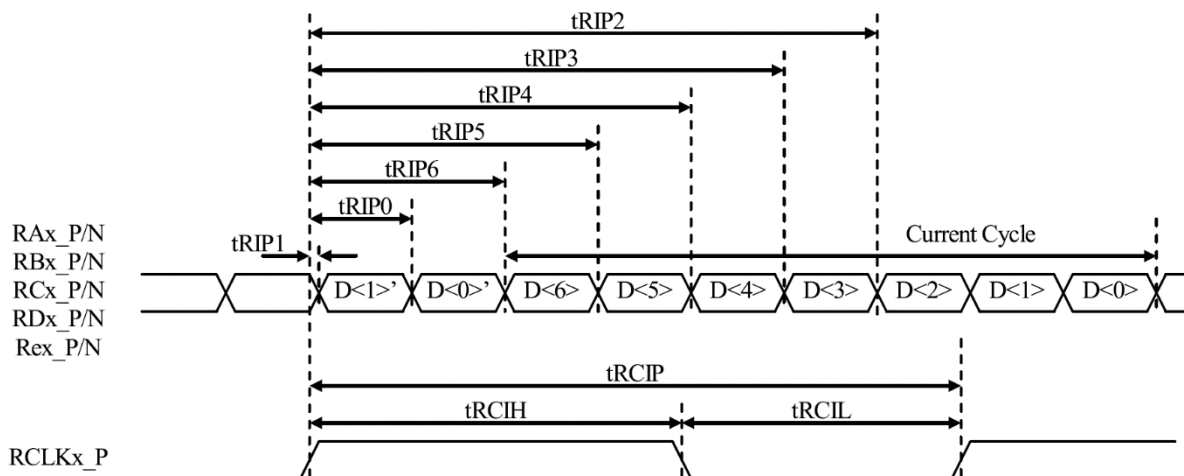 tRIP2
tRIP3
tRIP4
tRIP5
tRIP6
tRIP0
RAx_P/N
tRIP1
Current Cycle
RBx_P/N
RCx_P/N
D<1>’ D<0>’ D<6> D<5> D<4> D<3> D<2> D<1> D<0>
RDx_P/N
Rex_P/N
tRCIP
tRCIH tRCIL
RCLKx_P